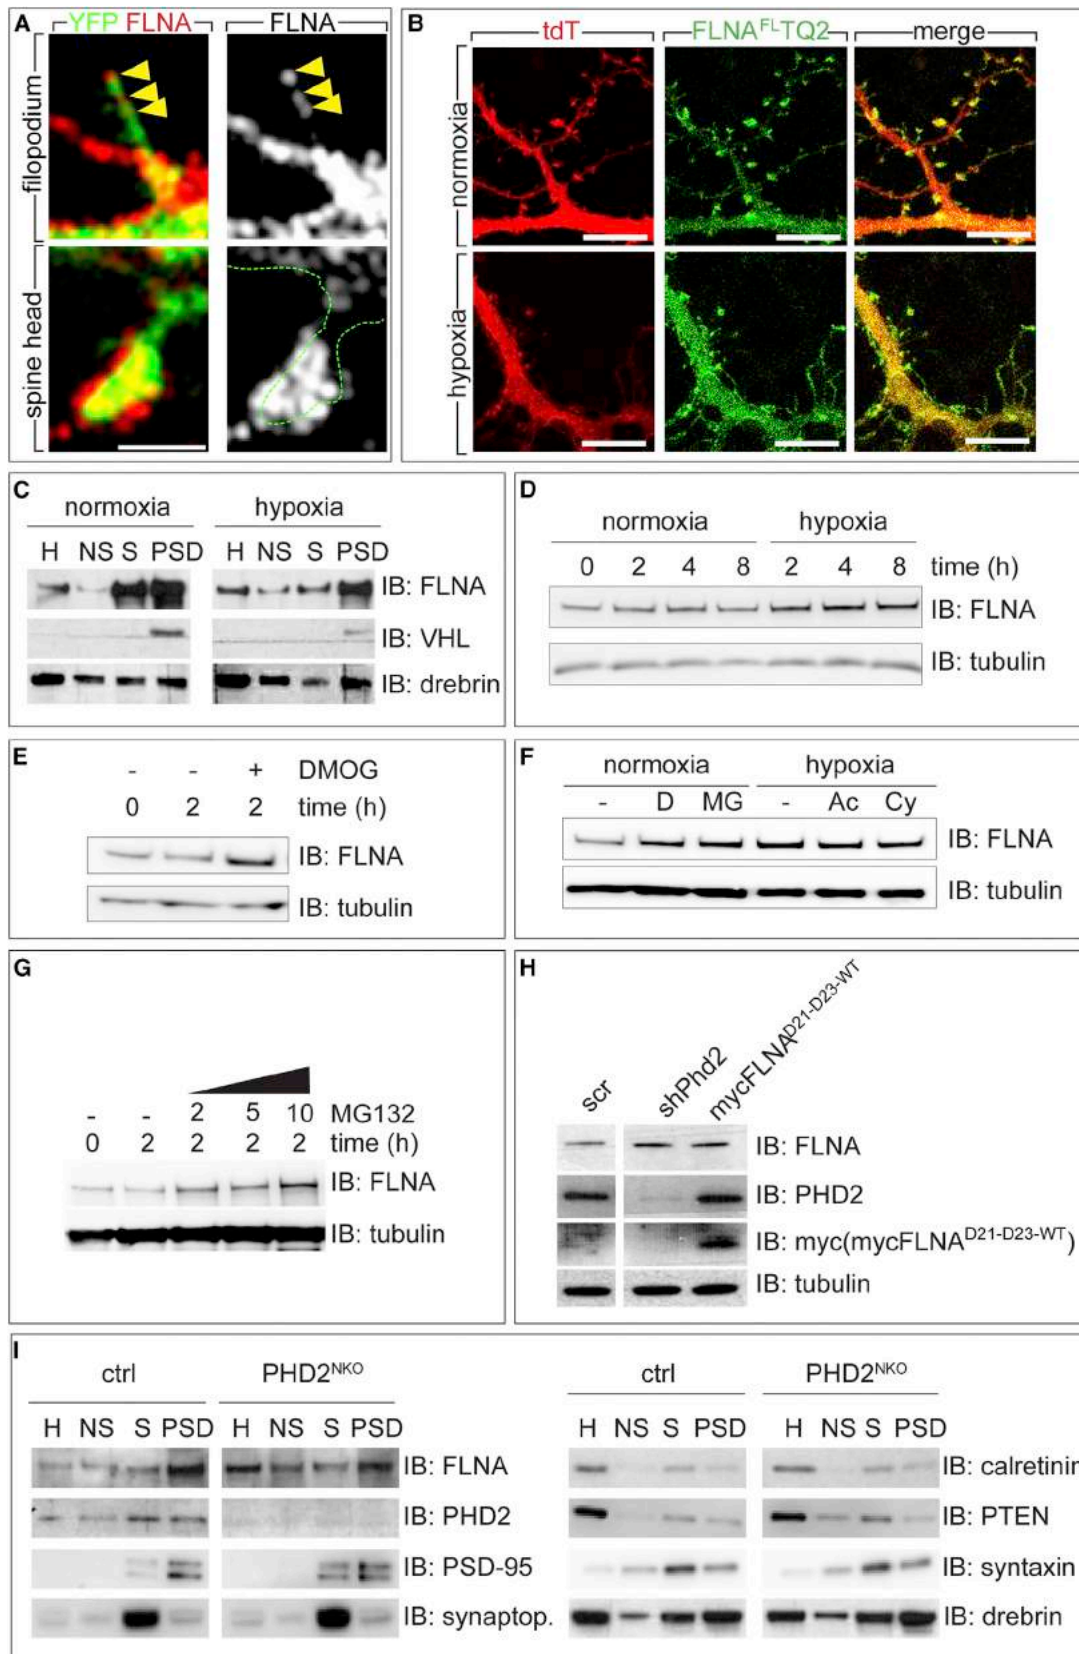 A
YFP FLNA
FLNA
filopodium
spine head
B
tdT
FLNA^FL TQ2
merge
normoxia
hypoxia
C
normoxia hypoxia
H NS S PSD H NS S PSD
IB: FLNA
IB: VHL
IB: drebrin
D
normoxia hypoxia
0 2 4 8 2 4 8 time (h)
IB: FLNA
IB: tubulin
E
- - + DMOG
0 2 2 time (h)
IB: FLNA
IB: tubulin
F
normoxia hypoxia
- D MG - Ac Cy
IB: FLNA
IB: tubulin
G
- - 2 5 10 MG132
0 2 2 2 2 time (h)
IB: FLNA
IB: tubulin
H
scr shPhd2 mycFLNA^D21-D23-WT
IB: FLNA
IB: PHD2
IB: myc(mycFLNA^D21-D23-WT)
IB: tubulin
I
ctrl PHD2^NKO
H NS S PSD H NS S PSD
IB: FLNA
IB: PHD2
IB: PSD-95
IB: synaptop.
ctrl PHD2^NKO
H NS S PSD H NS S PSD
IB: calretinin
IB: PTEN
IB: syntaxin
IB: drebrin